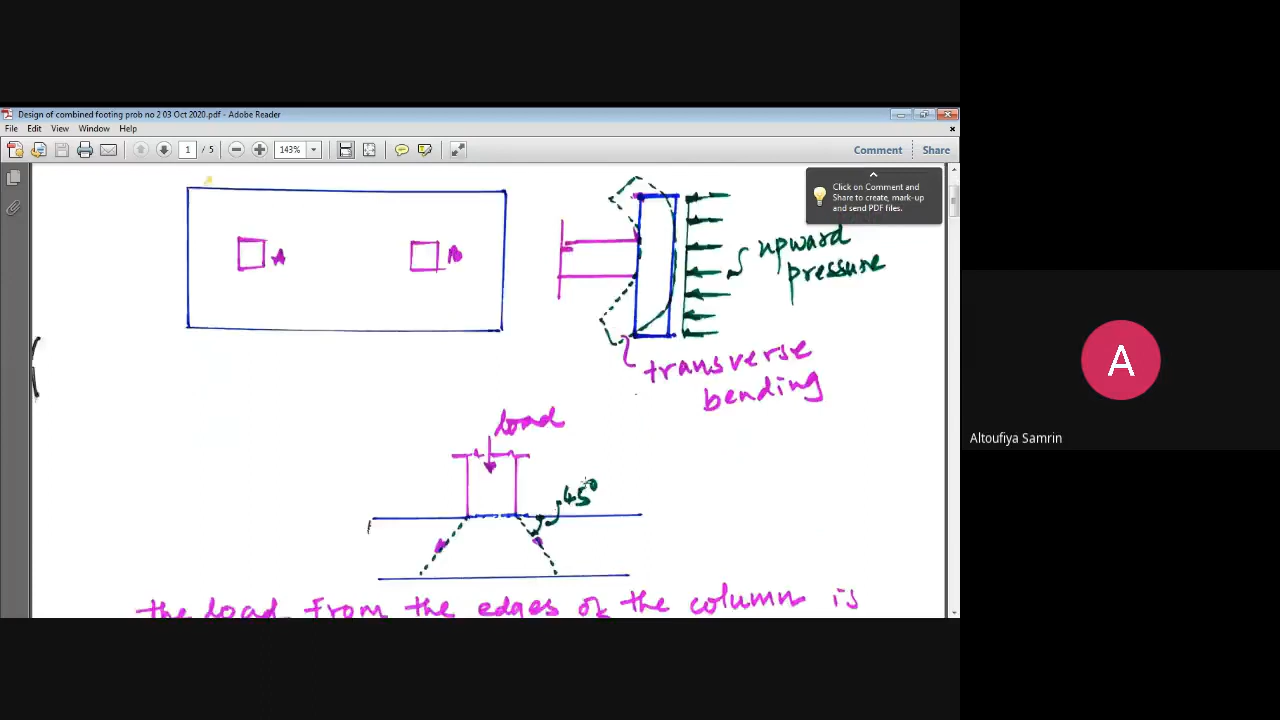 Design of combined footing prob no 2 03 Oct 2020.pdf - Adobe Reader
File Edit View Window Help
1 / 5 143% Comment Share
Click on Comment and
Share to create, mark-up
and send PDF files.
A
B
upward
pressure
transverse
bending
load
45°
the load from the edges of the column is
A
Altoufiya Samrin